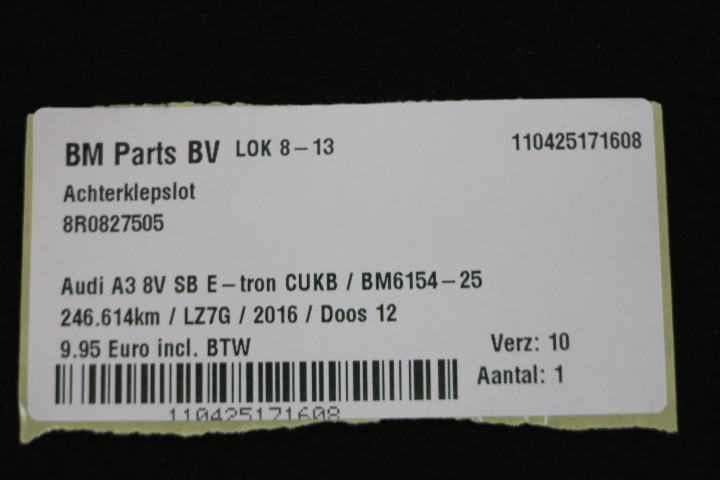 BM Parts BV LOK 8-13 110425171608
Achterklepslot
8R0827505
Audi A3 8V SB E-tron CUKB / BM6154-25
246.614km / LZ7G / 2016 / Doos 12
9.95 Euro incl. BTW Verz: 10
Aantal: 1
110425171608